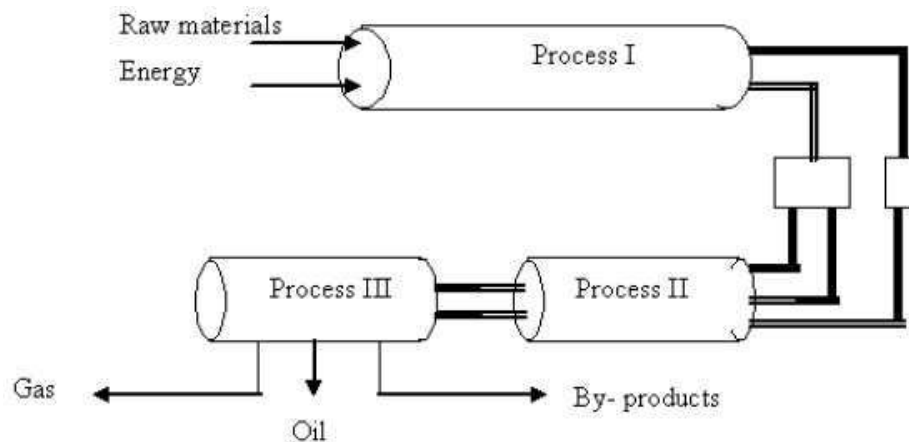 Raw materials
Process I
Energy
Process III
Process II
Gas
By- products
Oil